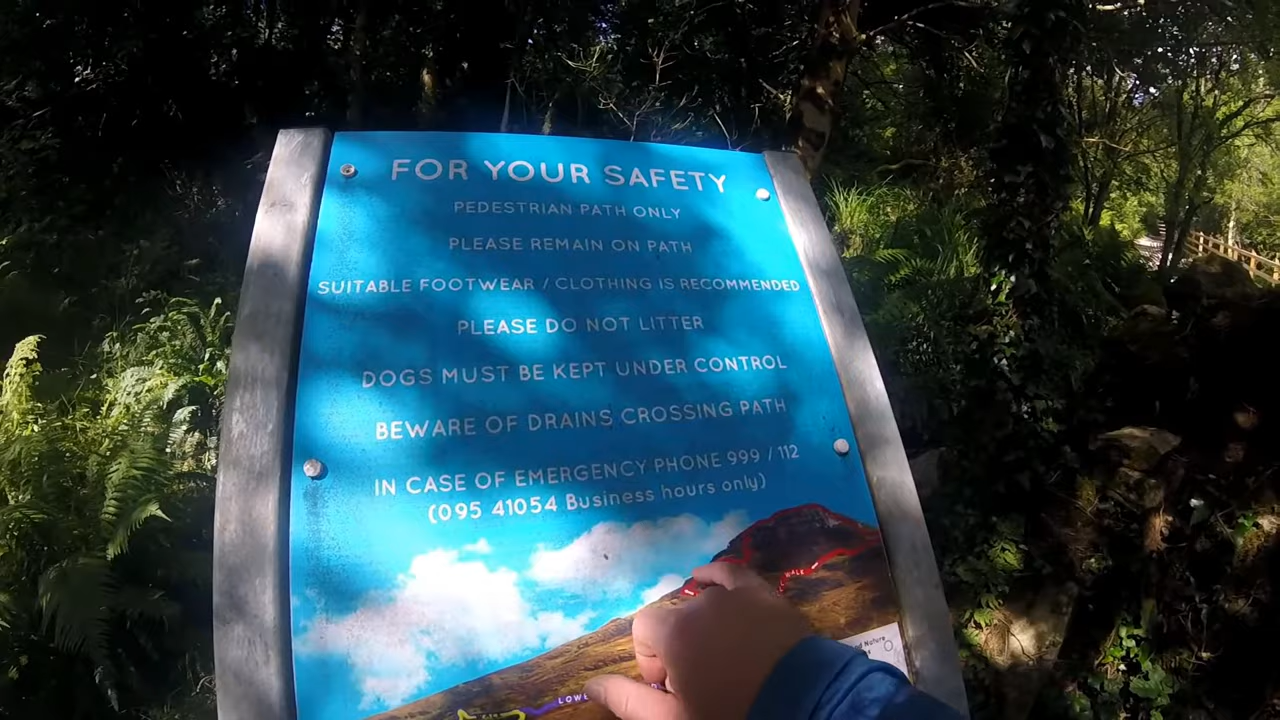 FOR YOUR SAFETY
PEDESTRIAN PATH ONLY
PLEASE REMAIN ON PATH
SUITABLE FOOTWEAR / CLOTHING IS RECOMMENDED
PLEASE DO NOT LITTER
DOGS MUST BE KEPT UNDER CONTROL
BEWARE OF DRAINS CROSSING PATH
IN CASE OF EMERGENCY PHONE 999 / 112
(095 41054 Business hours only)
WALK
Nature